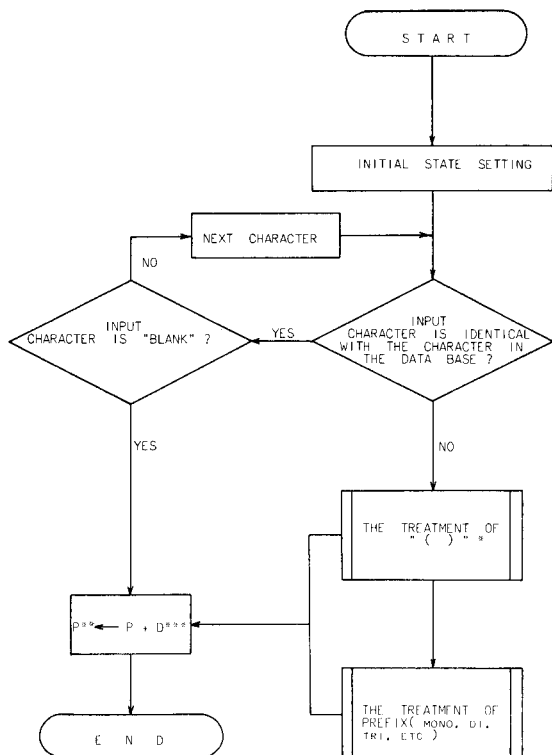 START
INITIAL STATE SETTING
NEXT CHARACTER
NO
INPUT
CHARACTER IS "BLANK" ?
YES
INPUT
CHARACTER IS IDENTICAL
WITH THE CHARACTER IN
THE DATA BASE ?
YES
NO
THE TREATMENT OF
" ( ) " *
P** ← P + D***
THE TREATMENT OF
PREFIX( MONO, DI,
TRI, ETC )
END